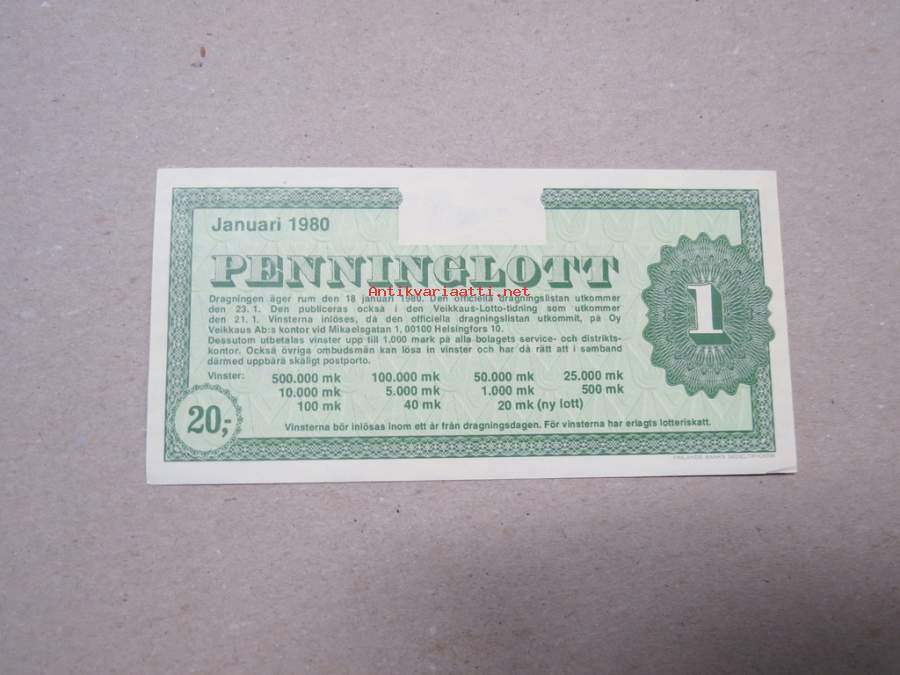 Januari 1980
PENNINGLOTT
Antikvariaatti.net
Dragningen äger rum den 18 januari 1980. Den officiella dragningslistan utkommer
den 23. 1. Den publiceras också i den Veikkaus-Lotto-tidning som utkommer
den 21. 1. Vinsterna inlöses, då den officiella dragningslistan utkommit, på Oy
Veikkaus Ab:s kontor vid Mikaelsgatan 1, 00100 Helsingfors 10.
Dessutom utbetalas vinster upp till 1.000 mark på alla bolagets service- och distrikts-
kontor. Också övriga ombudsmän kan lösa in vinster och har då rätt att i samband
därmed uppbära skäligt postporto.
1
Vinster: 500.000 mk 100.000 mk 50.000 mk 25.000 mk
10.000 mk 5.000 mk 1.000 mk 500 mk
100 mk 40 mk 20 mk (ny lott)
20,-
Vinsterna bör inlösas inom ett år från dragningsdagen. För vinsterna har erlagts lotteriskatt.
FINLANDS BANKS SEDELTRYCKERI